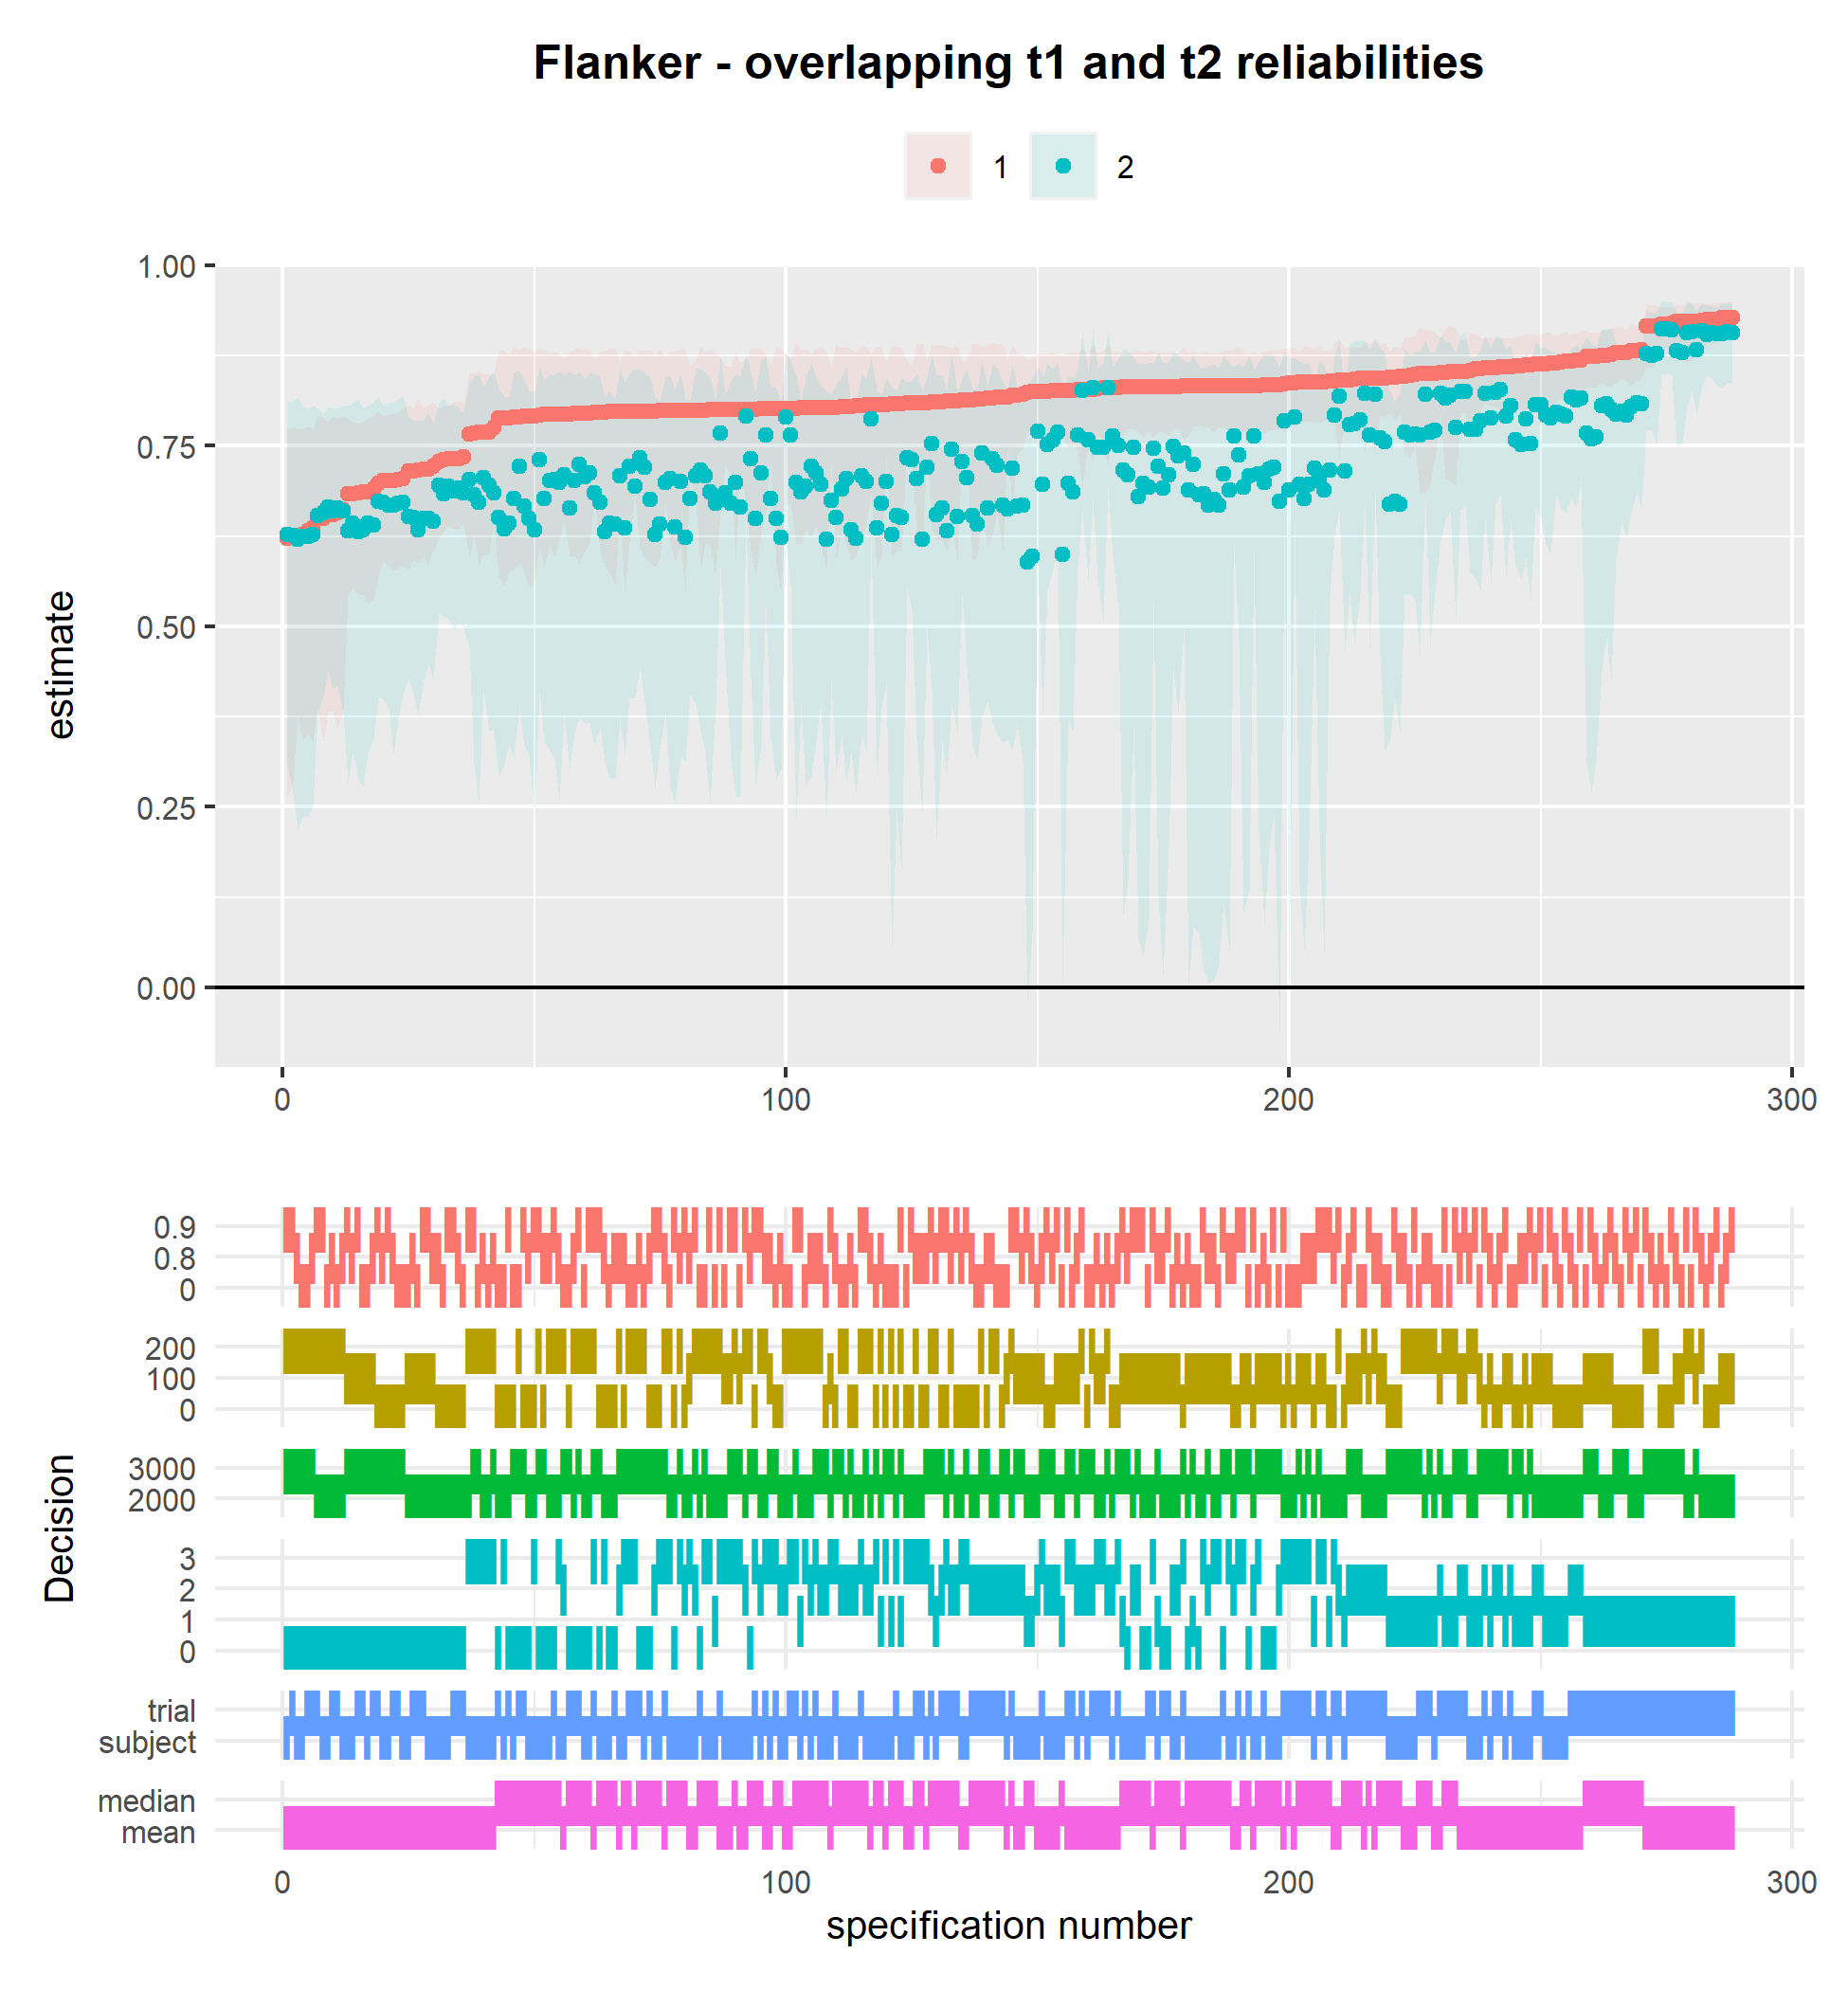 Flanker - overlapping t1 and t2 reliabilities
1 2
1.00
0.75
0.50
0.25
0.00
estimate
0 100 200 300
0.9
0.8
0
200
100
0
3000
2000
3
2
1
0
trial
subject
median
mean
Decision
0 100 200 300
specification number